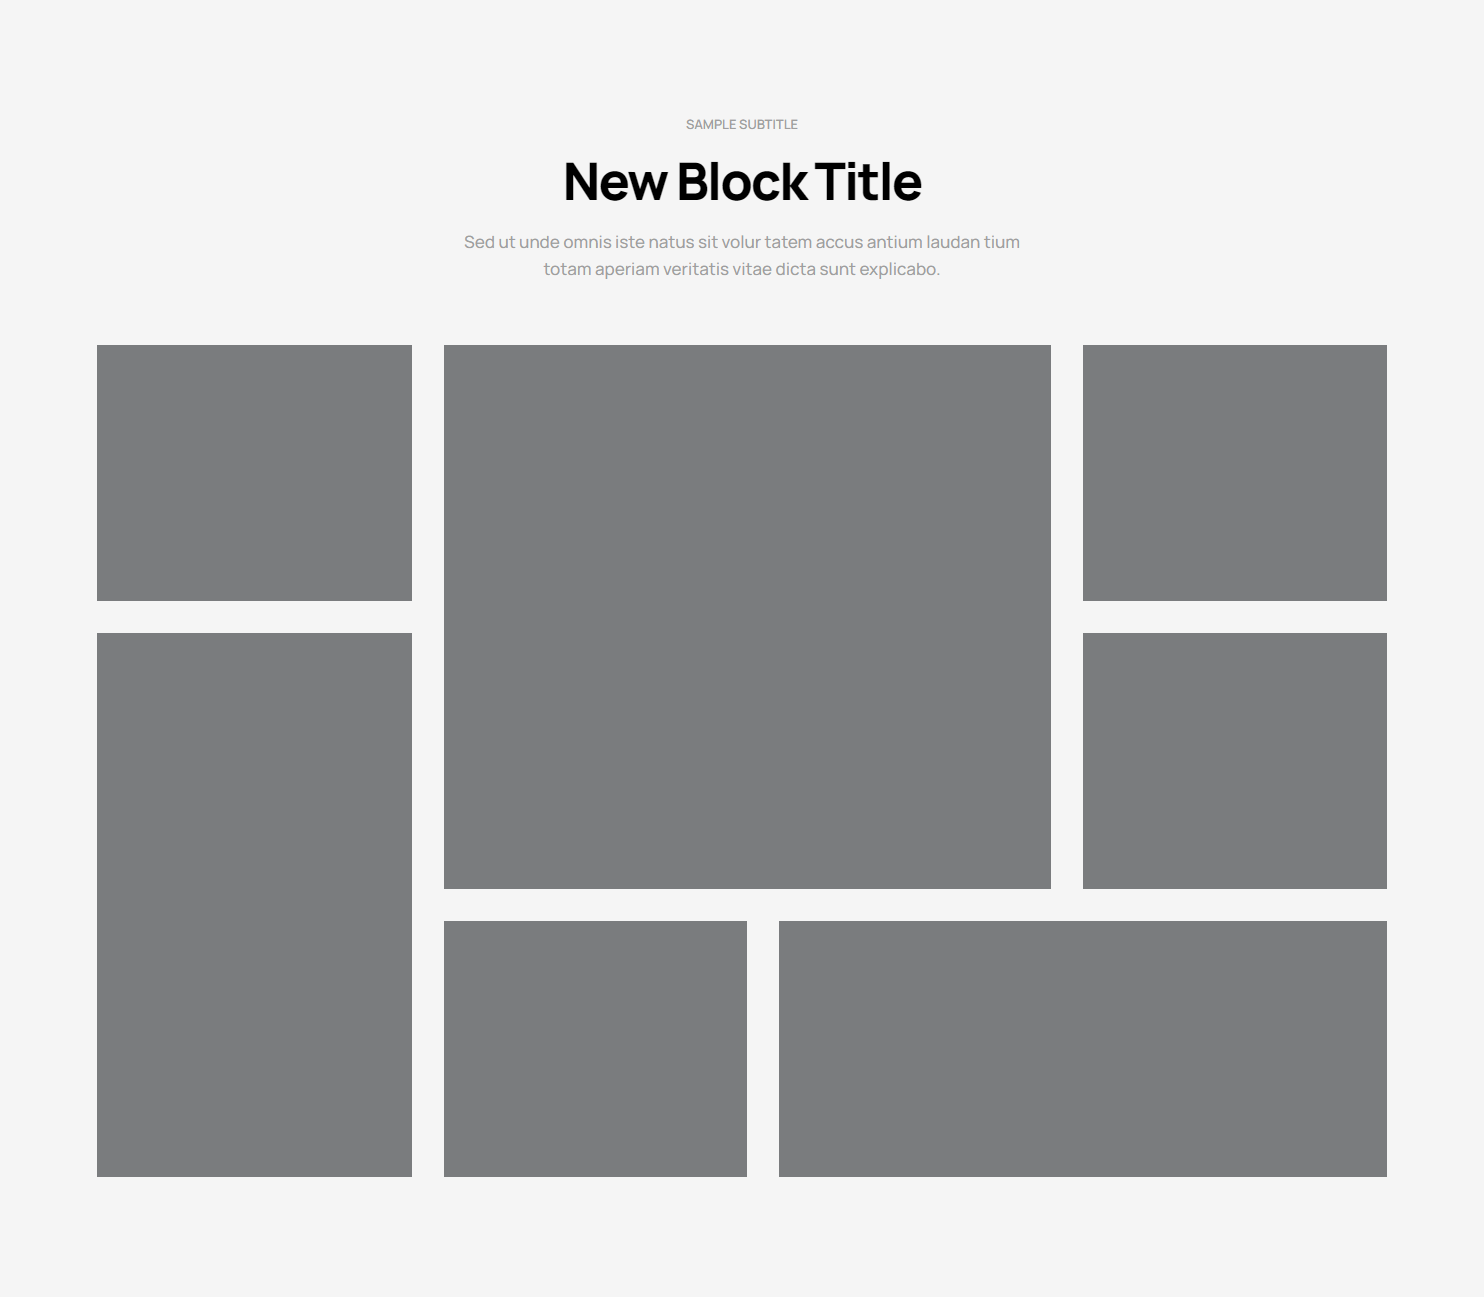 SAMPLE SUBTITLE
New Block Title
Sed ut unde omnis iste natus sit volur tatem accus antium laudan tium
totam aperiam veritatis vitae dicta sunt explicabo.